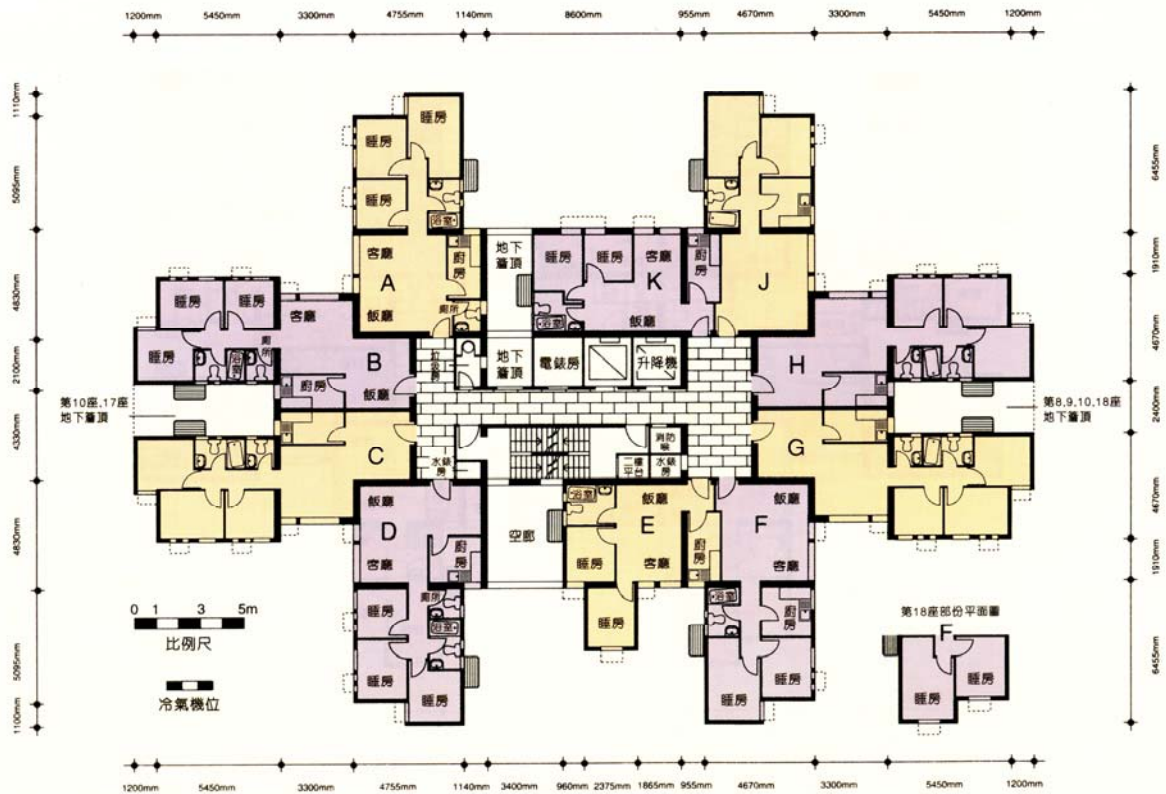 1200mm 5450mm 3300mm 4755mm 1140mm 8600mm 955mm 4670mm 3300mm 5450mm 1200mm
1110mm
5095mm
4830mm
2100mm
4330mm
4830mm
5095mm
1100mm
6455mm
1910mm
4670mm
2400mm
4670mm
1910mm
6455mm
睡房
睡房
睡房
浴室
客廳
廚房
A
飯廳
廁所
地下
簷頂
睡房 睡房 客廳
廚房
K
浴室
飯廳
J
睡房 睡房
客廳
睡房
廁所
浴室
B
廚房
飯廳
垃圾房
地下
簷頂
電錶房
升降機
H
第10座,17座
地下簷頂
第8,9,10,18座
地下簷頂
C
水錶房
消防喉
二樓平台
水錶房
G
飯廳
D
客廳
廚房
空廊
浴室
飯廳
E
睡房
客廳
睡房
飯廳
F
廚房
客廳
睡房
廁所
浴室
睡房
睡房
浴室
廚房
睡房
睡房
0 1 3 5m
比例尺
冷氣機位
第18座部份平面圖
F
睡房
睡房
1200mm 5450mm 3300mm 4755mm 1140mm 3400mm 960mm 2375mm 1865mm 955mm 4670mm 3300mm 5450mm 1200mm